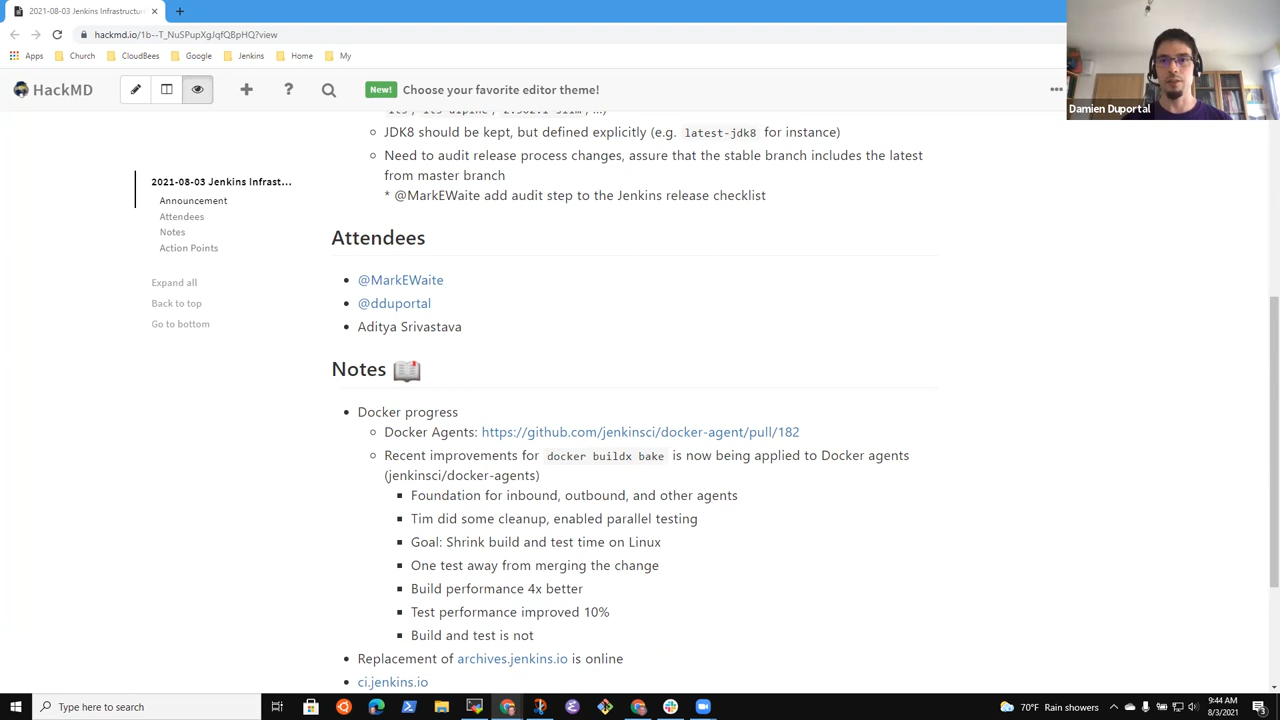 2021-08-03 Jenkins Infrastructur
hackmd.io/1b--T_NuSPupXgJqfQBpHQ?view
Apps Church CloudBees Google Jenkins Home My
HackMD
New! Choose your favorite editor theme!
Damien Duportal
JDK8 should be kept, but defined explicitly (e.g. latest-jdk8 for instance)
Need to audit release process changes, assure that the stable branch includes the latest
from master branch
* @MarkEWaite add audit step to the Jenkins release checklist
2021-08-03 Jenkins Infrast...
Announcement
Attendees
Notes
Action Points
Expand all
Back to top
Go to bottom
Attendees
@MarkEWaite
@dduportal
Aditya Srivastava
Notes
Docker progress
Docker Agents: https://github.com/jenkinsci/docker-agent/pull/182
Recent improvements for docker buildx bake is now being applied to Docker agents
(jenkinsci/docker-agents)
Foundation for inbound, outbound, and other agents
Tim did some cleanup, enabled parallel testing
Goal: Shrink build and test time on Linux
One test away from merging the change
Build performance 4x better
Test performance improved 10%
Build and test is not
Replacement of archives.jenkins.io is online
ci.jenkins.io
Type here to search
70°F Rain showers
9:44 AM
8/3/2021
3